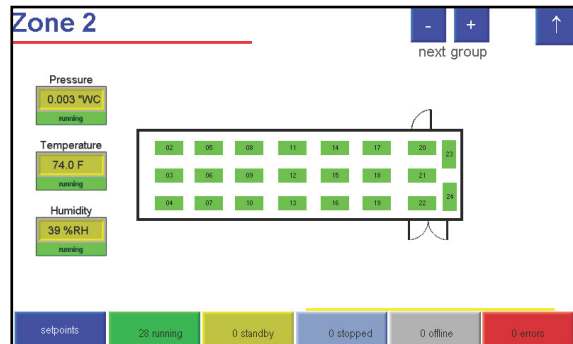 Zone 2
- +
↑
next group
Pressure
0.003 "WC
running
Temperature
74.0 F
running
Humidity
39 %RH
running
02 05 08 11 14 17 20
23
03 06 09 12 15 18 21
24
04 07 10 13 16 19 22
setpoints
28 running
0 standby
0 stopped
0 offline
0 errors